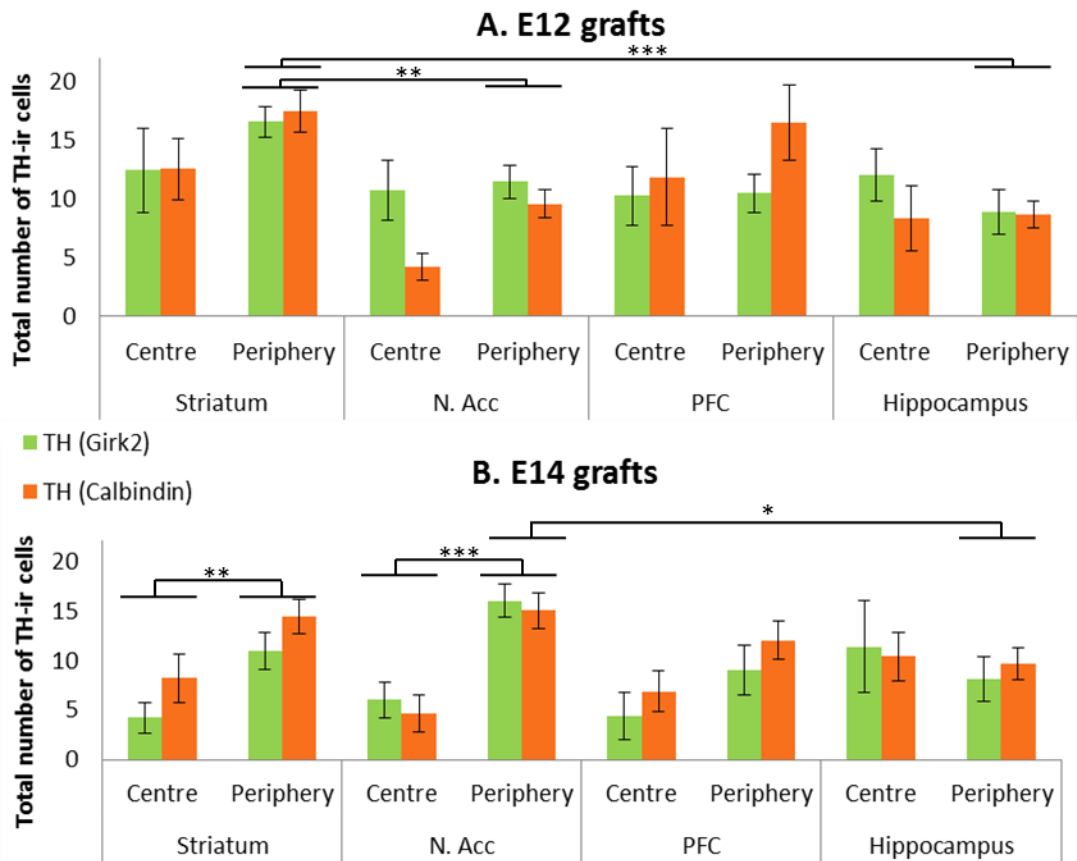 A. E12 grafts
***
**
Total number of TH-ir cells
20
15
10
5
0
Centre Periphery Centre Periphery Centre Periphery Centre Periphery
Striatum N. Acc PFC Hippocampus
TH (Girk2)
TH (Calbindin)
B. E14 grafts
*
** ***
Total number of TH-ir cells
20
15
10
5
0
Centre Periphery Centre Periphery Centre Periphery Centre Periphery
Striatum N. Acc PFC Hippocampus